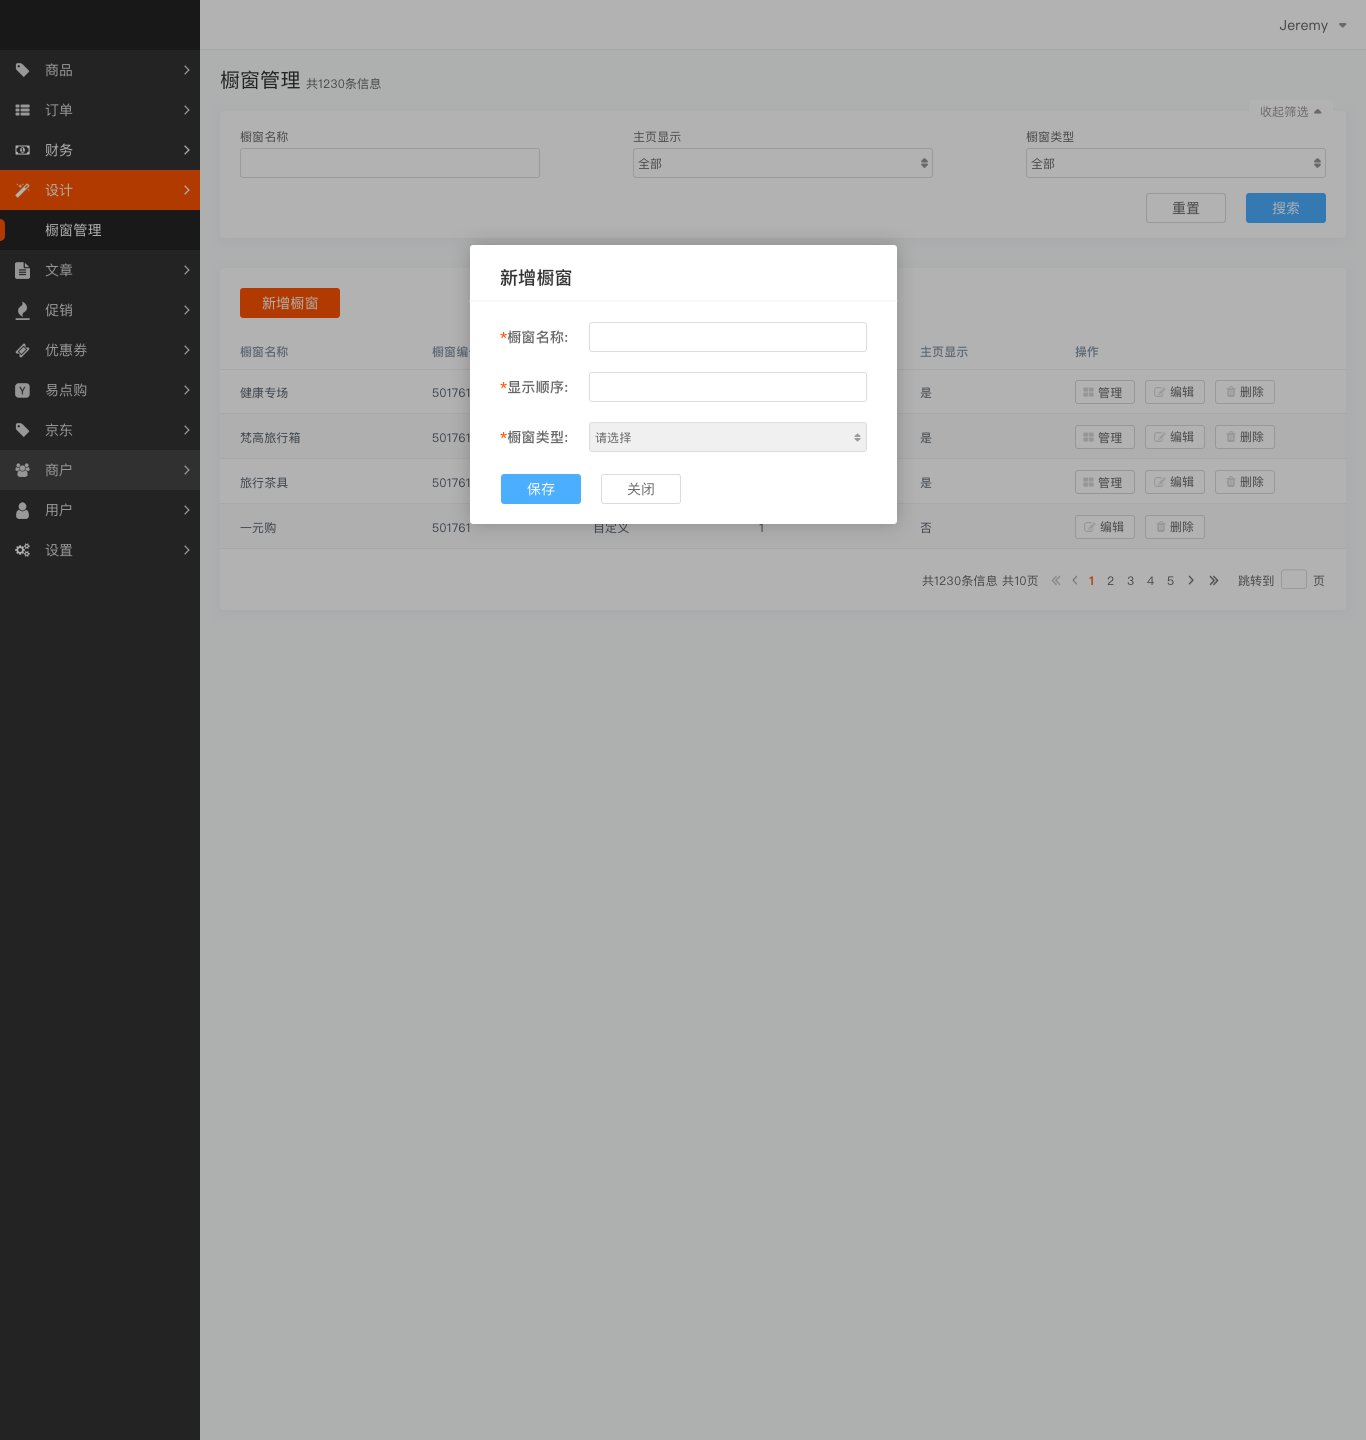 Jeremy
商品
订单
财务
设计
橱窗管理
文章
促销
优惠券
易点购
京东
商户
用户
设置
橱窗管理 共1230条信息
收起筛选
橱窗名称 主页显示 橱窗类型
全部 全部
重置 搜索
新增橱窗
橱窗名称 橱窗编 主页显示 操作
健康专场 501761 是 管理 编辑 删除
梵高旅行箱 501761 是 管理 编辑 删除
旅行茶具 501761 是 管理 编辑 删除
一元购 501761 自定义 1 否 编辑 删除
共1230条信息 共10页 1 2 3 4 5 跳转到 页
新增橱窗
*橱窗名称:
*显示顺序:
*橱窗类型: 请选择
保存 关闭